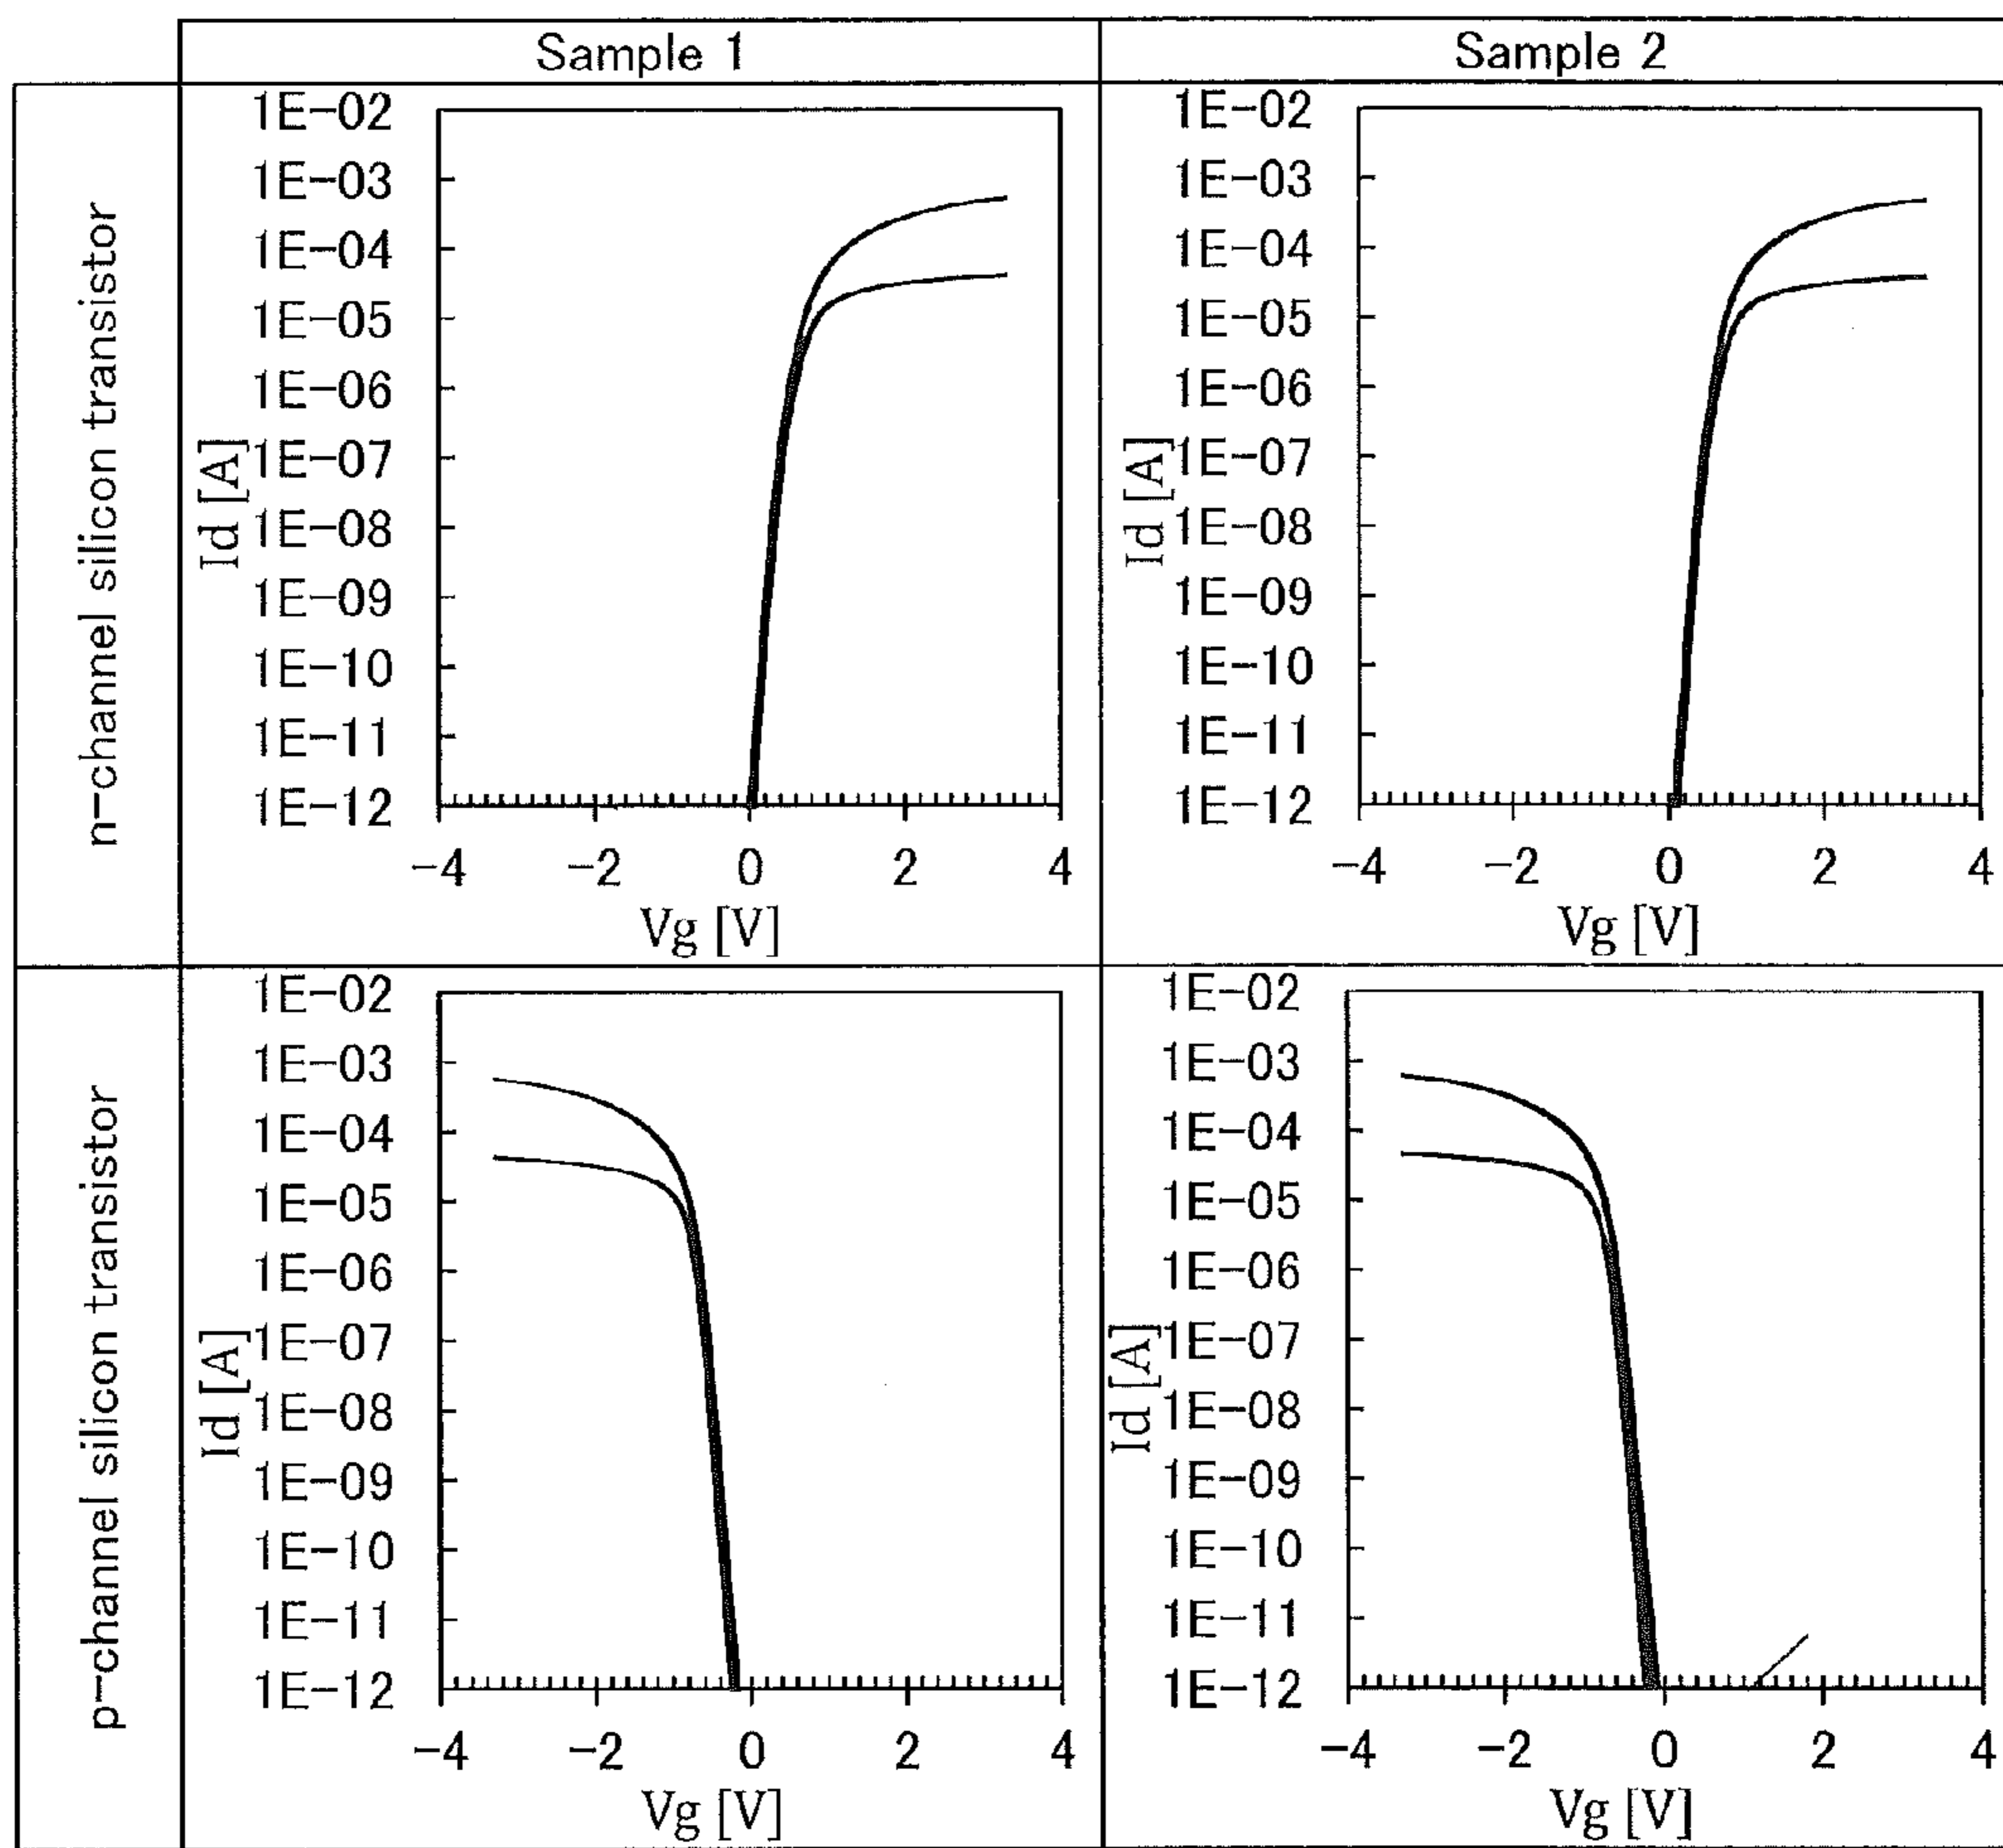 Sample 1
Sample 2
n-channel silicon transistor
Id [A]
1E-02
1E-03
1E-04
1E-05
1E-06
1E-07
1E-08
1E-09
1E-10
1E-11
1E-12
-4 -2 0 2 4
Vg [V]
Id [A]
1E-02
1E-03
1E-04
1E-05
1E-06
1E-07
1E-08
1E-09
1E-10
1E-11
1E-12
-4 -2 0 2 4
Vg [V]
p-channel silicon transistor
Id [A]
1E-02
1E-03
1E-04
1E-05
1E-06
1E-07
1E-08
1E-09
1E-10
1E-11
1E-12
-4 -2 0 2 4
Vg [V]
Id [A]
1E-02
1E-03
1E-04
1E-05
1E-06
1E-07
1E-08
1E-09
1E-10
1E-11
1E-12
-4 -2 0 2 4
Vg [V]